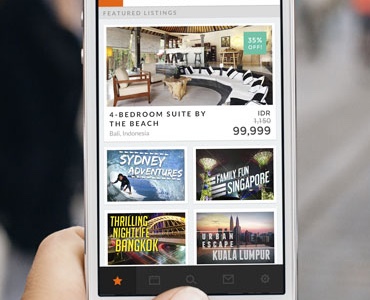 FEATURED LISTINGS
35%
OFF!
4-BEDROOM SUITE BY
THE BEACH
Bali, Indonesia
IDR
1,150
99,999
SYDNEY
ADVENTURES
FAMILY FUN
SINGAPORE
THRILLING
NIGHTLIFE
BANGKOK
URBAN
ESCAPE
KUALA LUMPUR